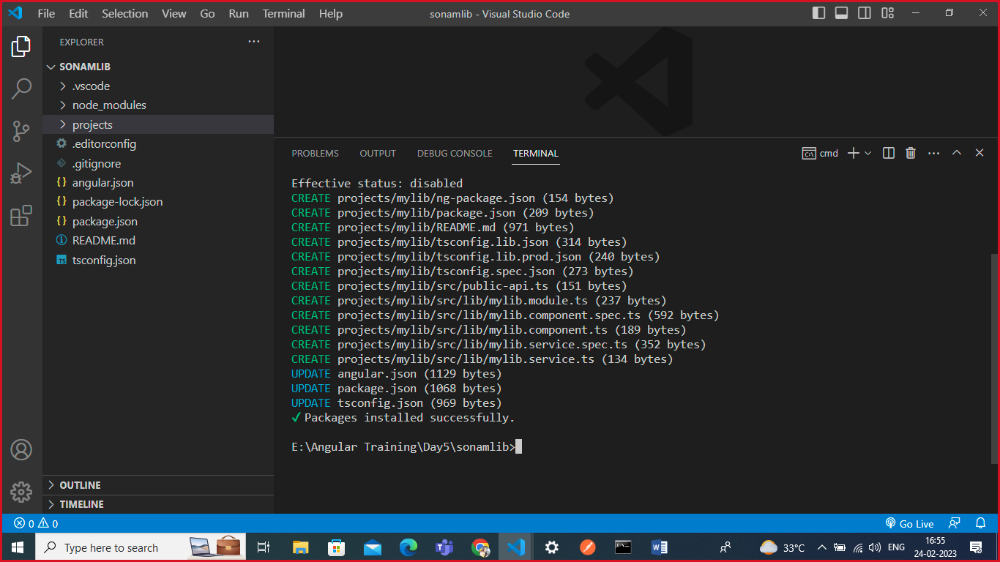 File Edit Selection View Go Run Terminal Help
sonamlib - Visual Studio Code
EXPLORER
SONAMLIB
.vscode
node_modules
projects
.editorconfig
.gitignore
angular.json
package-lock.json
package.json
README.md
tsconfig.json
OUTLINE
TIMELINE
PROBLEMS OUTPUT DEBUG CONSOLE TERMINAL
cmd
Effective status: disabled
CREATE projects/mylib/ng-package.json (154 bytes)
CREATE projects/mylib/package.json (209 bytes)
CREATE projects/mylib/README.md (971 bytes)
CREATE projects/mylib/tsconfig.lib.json (314 bytes)
CREATE projects/mylib/tsconfig.lib.prod.json (240 bytes)
CREATE projects/mylib/tsconfig.spec.json (273 bytes)
CREATE projects/mylib/src/public-api.ts (151 bytes)
CREATE projects/mylib/src/lib/mylib.module.ts (237 bytes)
CREATE projects/mylib/src/lib/mylib.component.spec.ts (592 bytes)
CREATE projects/mylib/src/lib/mylib.component.ts (189 bytes)
CREATE projects/mylib/src/lib/mylib.service.spec.ts (352 bytes)
CREATE projects/mylib/src/lib/mylib.service.ts (134 bytes)
UPDATE angular.json (1129 bytes)
UPDATE package.json (1068 bytes)
UPDATE tsconfig.json (969 bytes)
✓ Packages installed successfully.
E:\Angular Training\Day5\sonamlib>
0 0
Go Live
Type here to search
33°C
ENG
16:55
24-02-2023